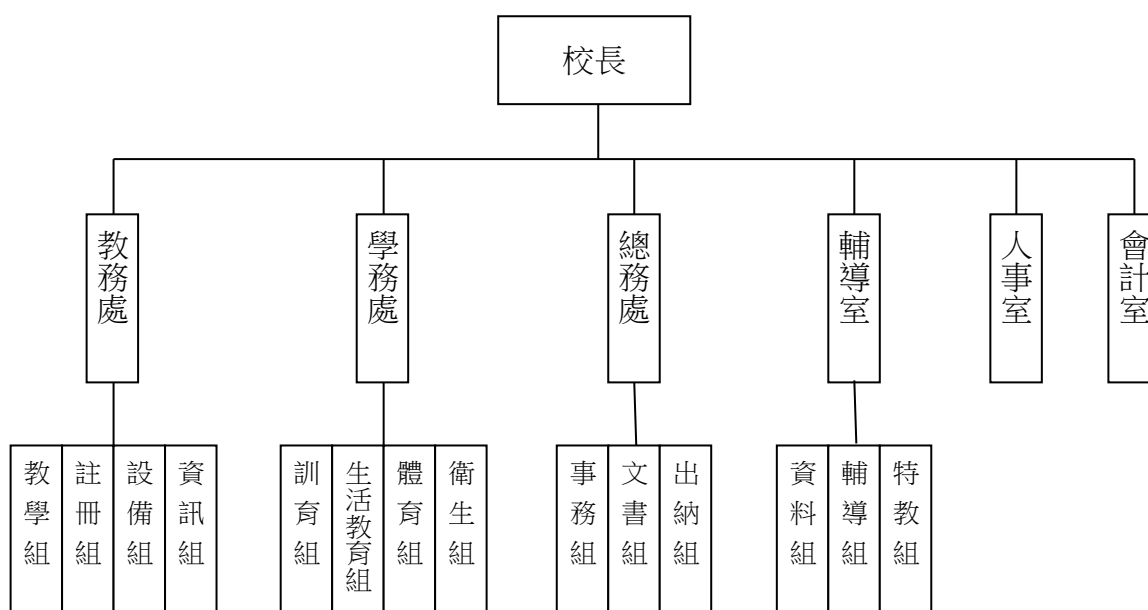 校長
教務處
學務處
總務處
輔導室
人事室
會計室
教學組
註冊組
設備組
資訊組
訓育組
生活教育組
體育組
衛生組
事務組
文書組
出納組
資料組
輔導組
特教組